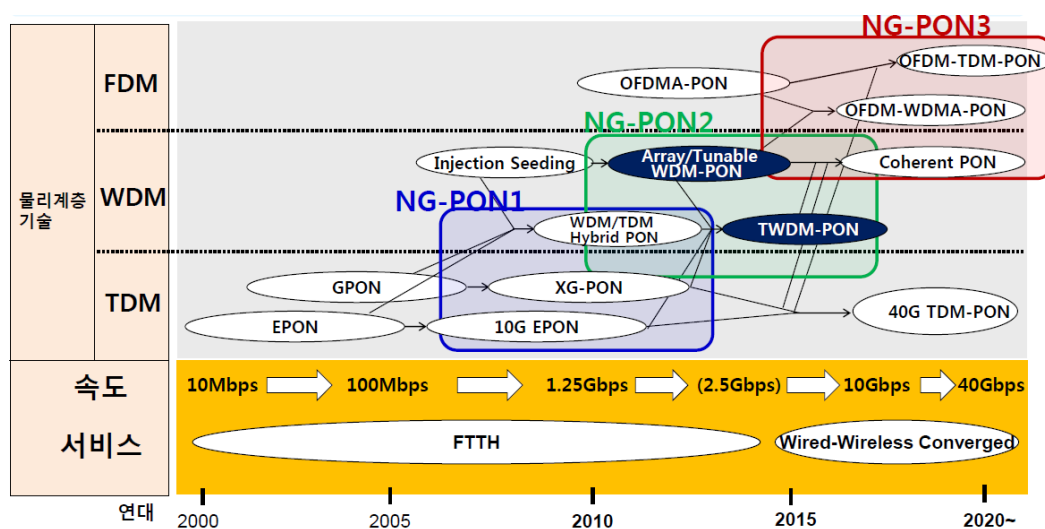 NG-PON3
FDM
OFDM-TDM-PON
OFDMA-PON
OFDM-WDMA-PON
NG-PON2
물리계층
기술
WDM
Injection Seeding
Array/Tunable
WDM-PON
Coherent PON
NG-PON1
WDM/TDM
Hybrid PON
TWDM-PON
TDM
GPON
XG-PON
EPON
10G EPON
40G TDM-PON
속도
10Mbps
100Mbps
1.25Gbps
(2.5Gbps)
10Gbps
40Gbps
서비스
FTTH
Wired-Wireless Converged
연대
2000
2005
2010
2015
2020~